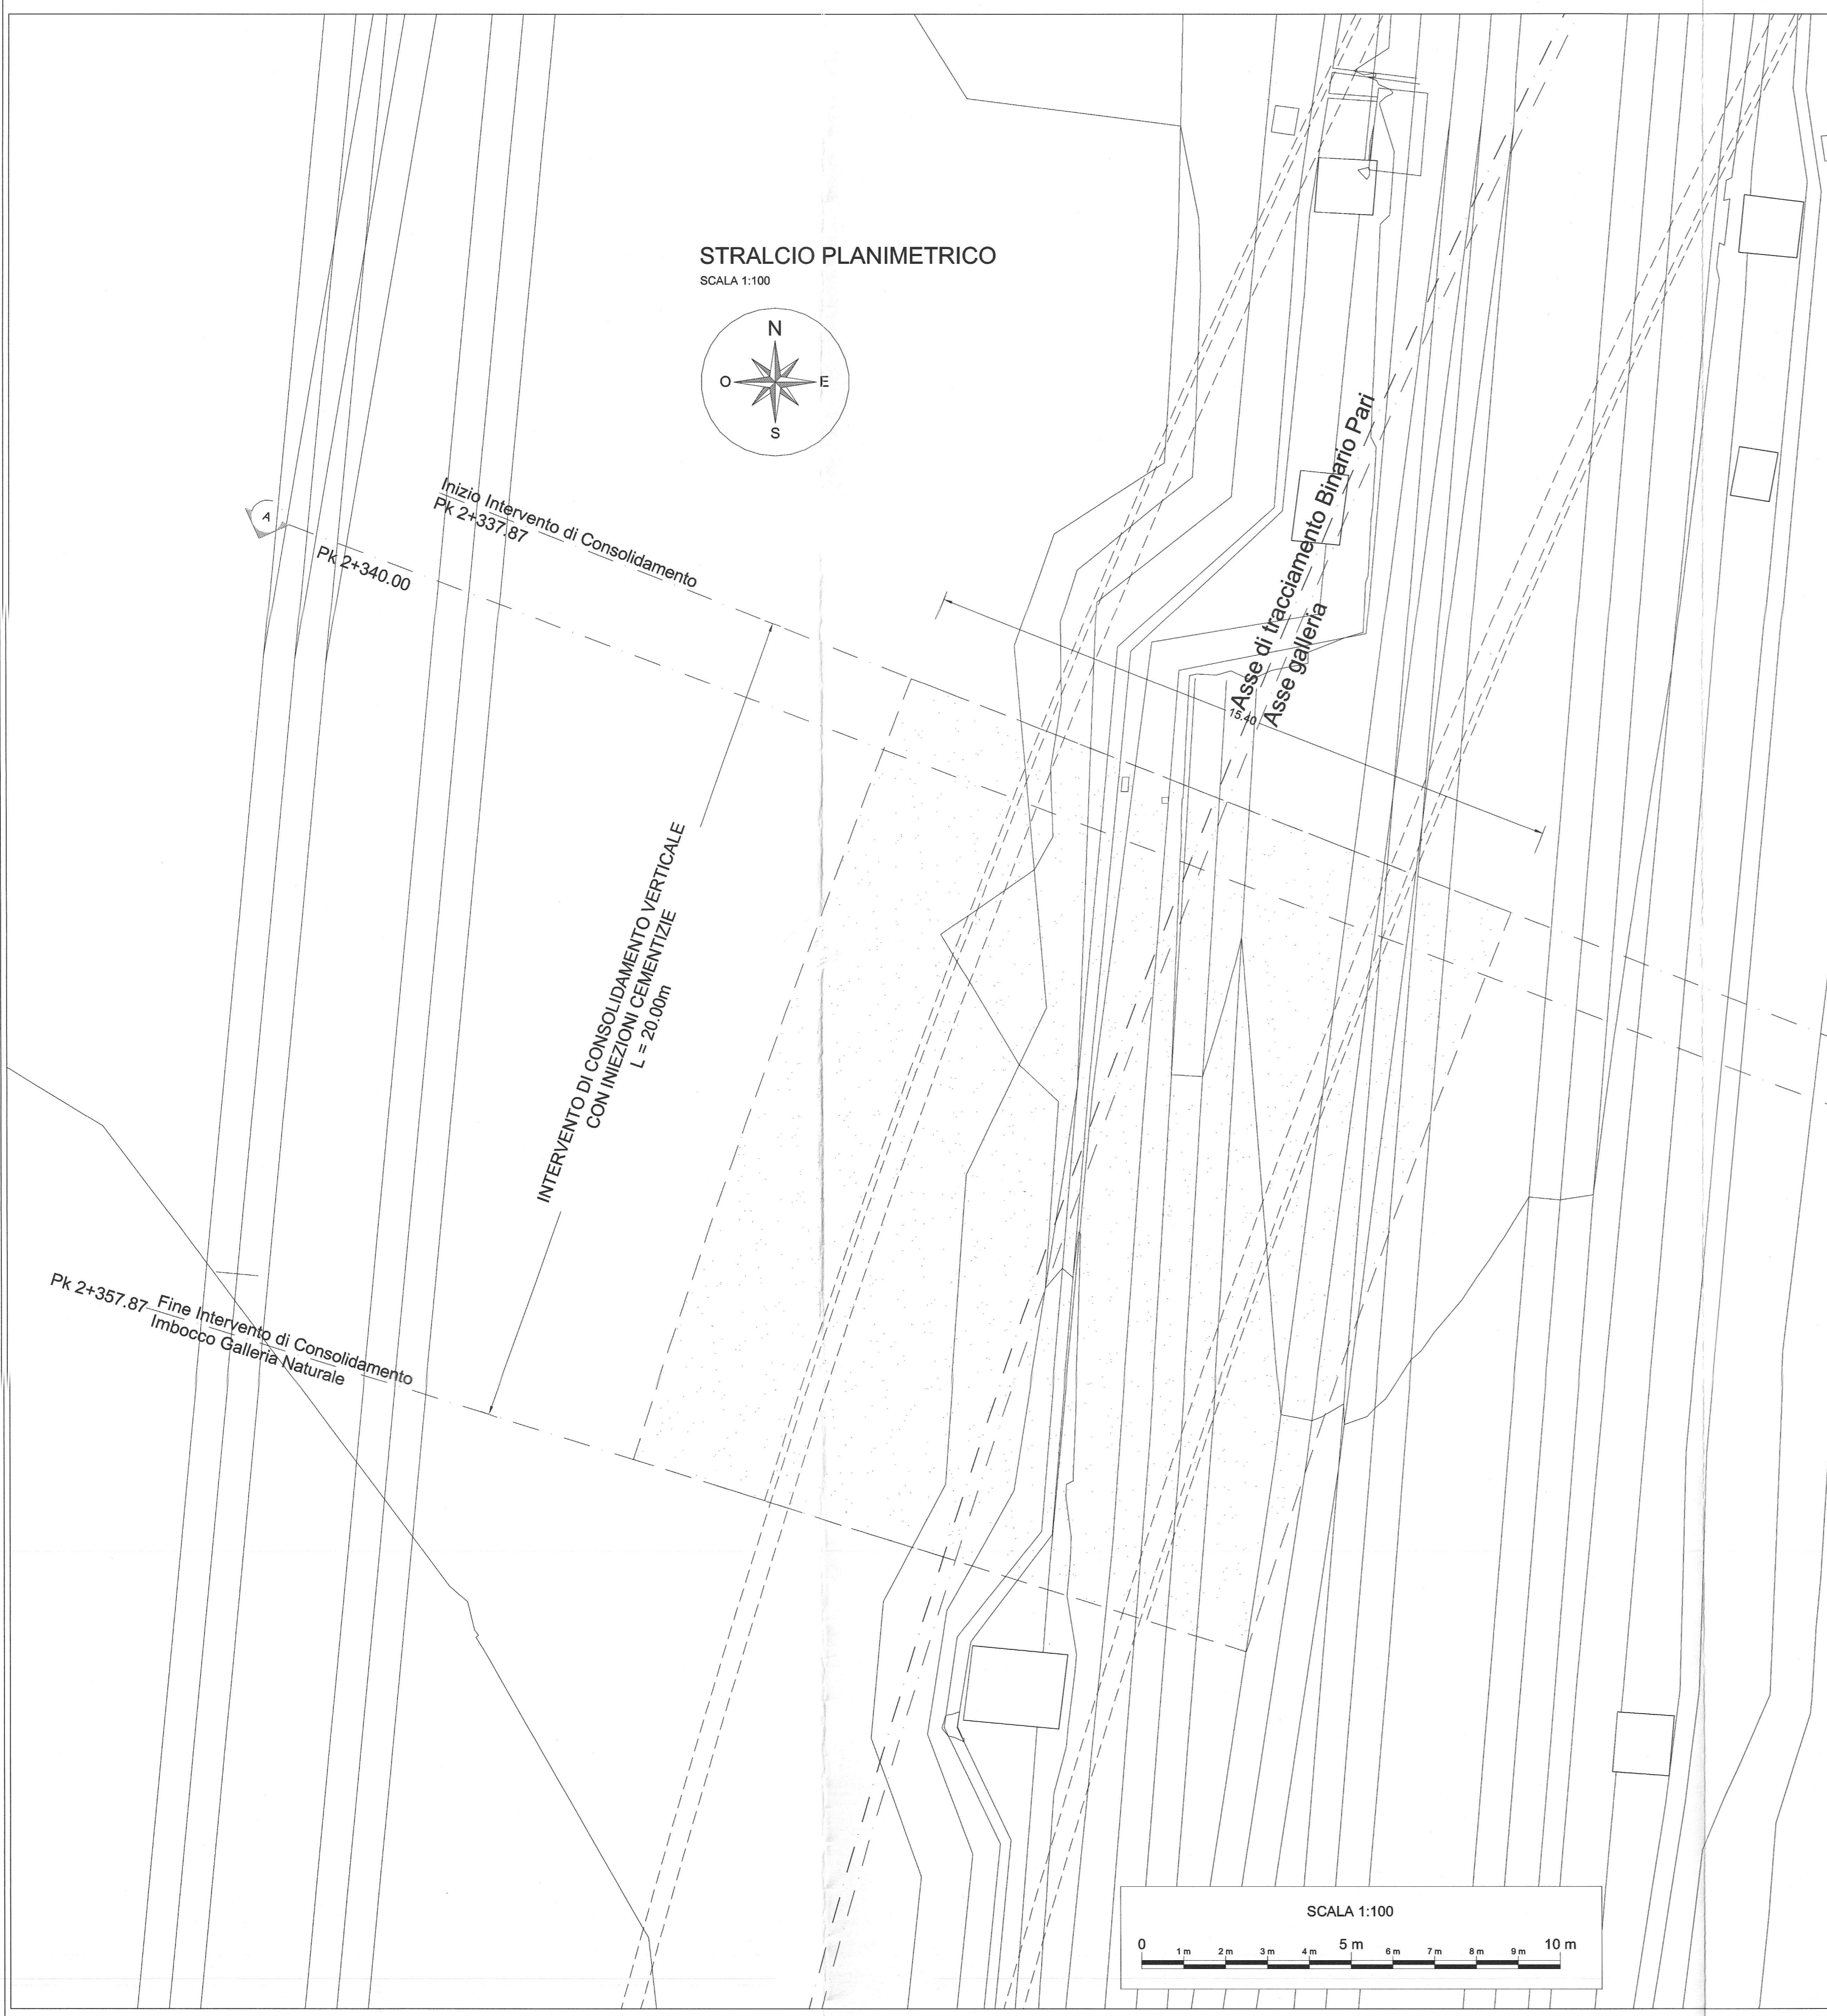 STRALCIO PLANIMETRICO
SCALA 1:100
N
O
E
S
A
Inizio Intervento di Consolidamento
Pk 2+337.87
Pk 2+340.00
Asse di tracciamento Binario Pari
Asse galleria
15.40
INTERVENTO DI CONSOLIDAMENTO VERTICALE
CON INIEZIONI CEMENTIZIE
L = 20.00m
Pk 2+357.87
Fine Intervento di Consolidamento
Imbocco Galleria Naturale
SCALA 1:100
0 1 m 2 m 3 m 4 m 5 m 6 m 7 m 8 m 9 m 10 m